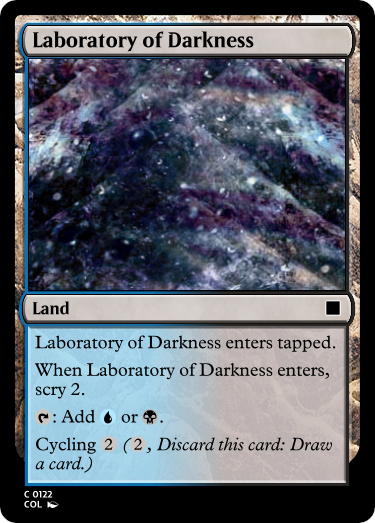 Laboratory of Darkness
Land
Laboratory of Darkness enters tapped.
When Laboratory of Darkness enters,
scry 2.
: Add or .
Cycling 2 (2, Discard this card: Draw
a card.)
C 0122
COL